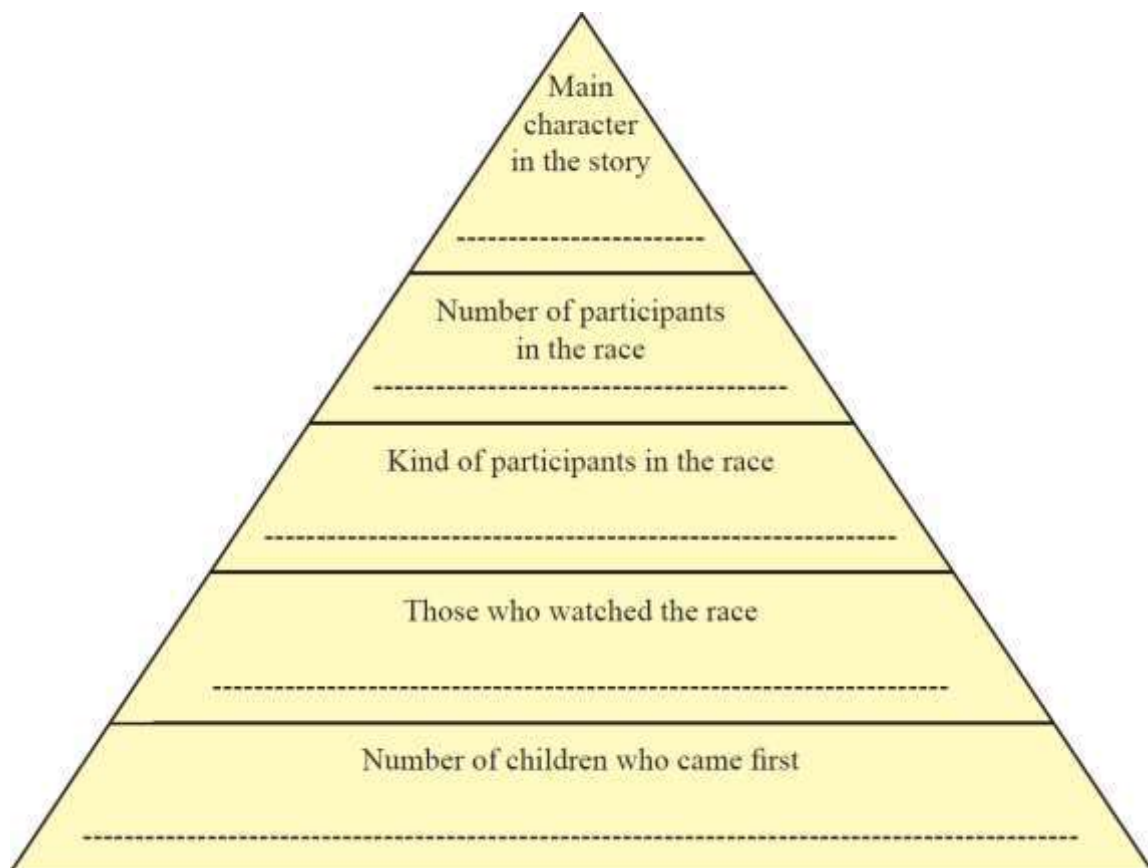 Main
character
in the story
------------------------
Number of participants
in the race
----------------------------------------
Kind of participants in the race
-------------------------------------------------------------
Those who watched the race
-----------------------------------------------------------------------
Number of children who came first
------------------------------------------------------------------------------------------------